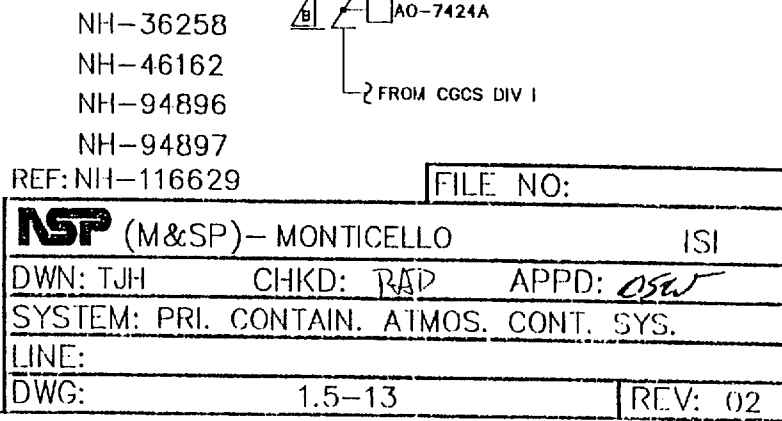 NH-36258
B AO-7424A
NH-46162
FROM CGCS DIV I
NH-94896
NH-94897
REF: NH-116629 FILE NO:
NSP (M&SP)- MONTICELLO ISI
DWN: TJH CHKD: RAP APPD: OSW
SYSTEM: PRI. CONTAIN. ATMOS. CONT. SYS.
LINE:
DWG: 1.5-13 REV: 02